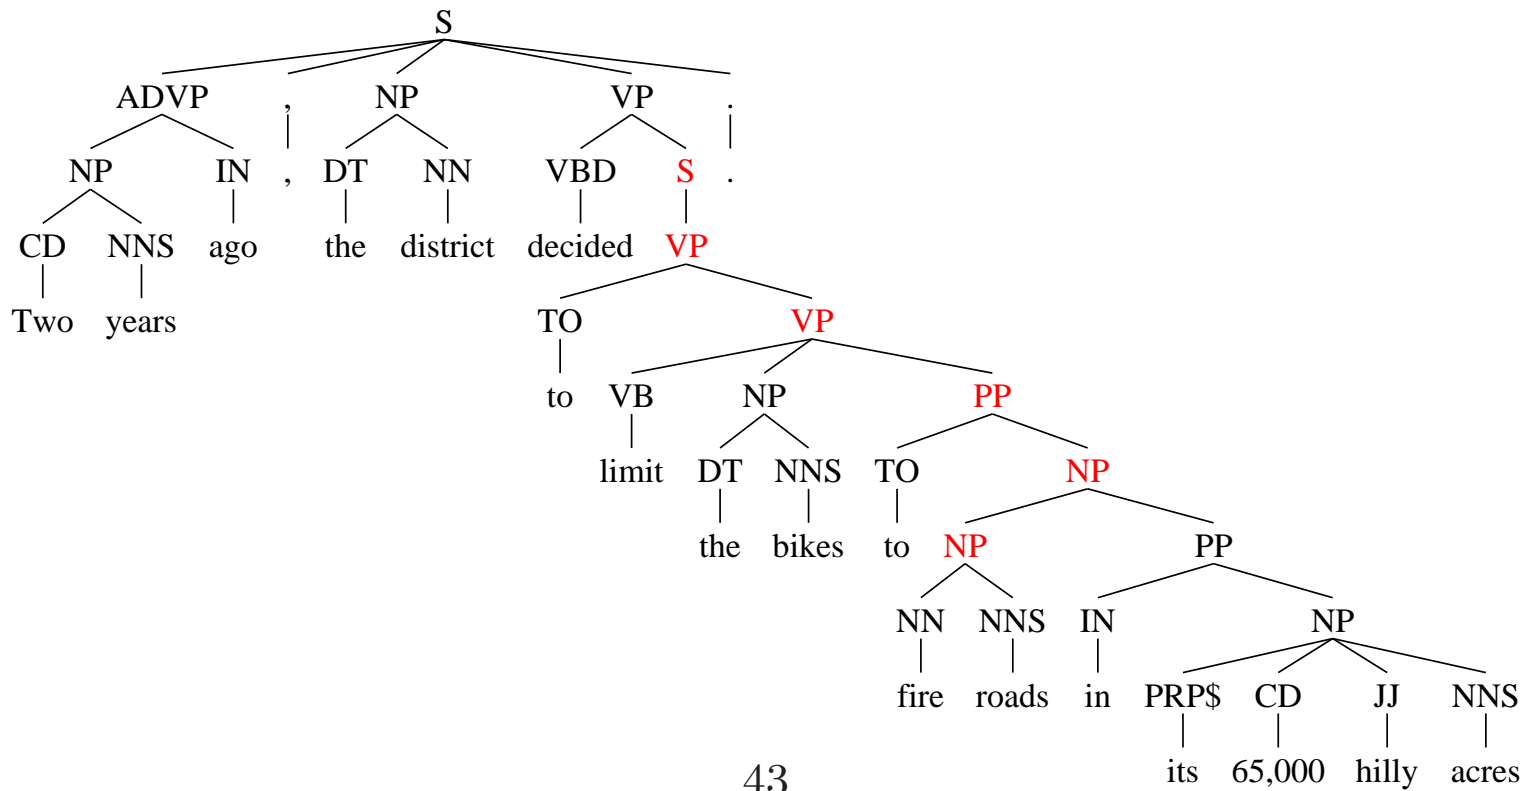 S
ADVP , NP VP .
NP IN , DT NN VBD S .
CD NNS ago the district decided VP
Two years TO VP
to VB NP PP
limit DT NNS TO NP
the bikes to NP PP
NN NNS IN NP
fire roads in PRP$ CD JJ NNS
its 65,000 hilly acres
43